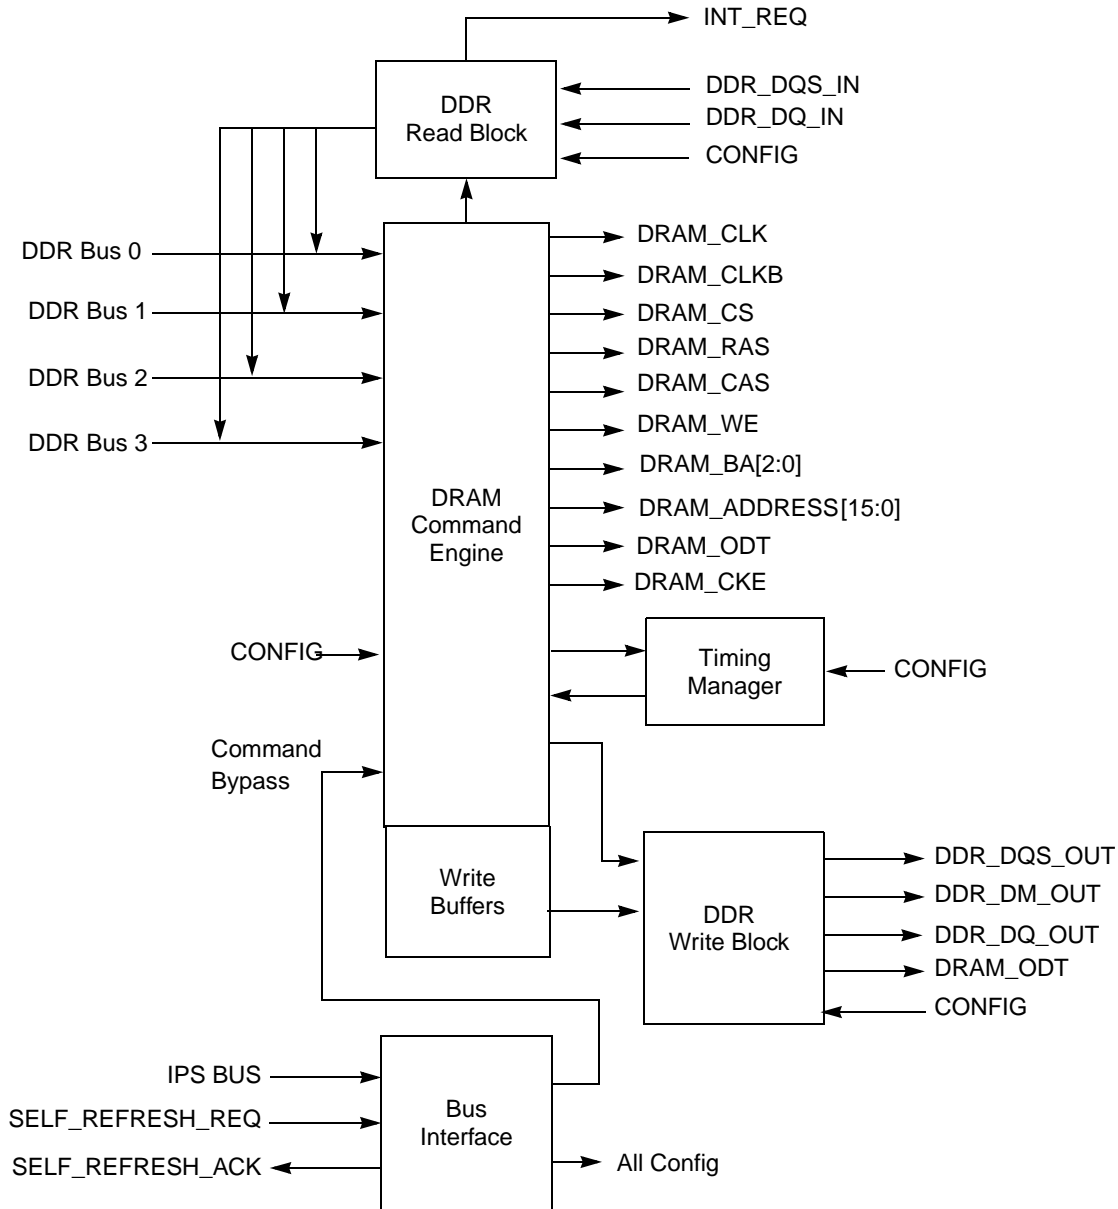 INT_REQ
DDR
Read Block
DDR_DQS_IN
DDR_DQ_IN
CONFIG
DDR Bus 0
DDR Bus 1
DDR Bus 2
DDR Bus 3
DRAM
Command
Engine
DRAM_CLK
DRAM_CLKB
DRAM_CS
DRAM_RAS
DRAM_CAS
DRAM_WE
DRAM_BA[2:0]
DRAM_ADDRESS[15:0]
DRAM_ODT
DRAM_CKE
CONFIG
Timing
Manager
CONFIG
Command
Bypass
Write
Buffers
DDR
Write Block
DDR_DQS_OUT
DDR_DM_OUT
DDR_DQ_OUT
DRAM_ODT
CONFIG
IPS BUS
SELF_REFRESH_REQ
SELF_REFRESH_ACK
Bus
Interface
All Config